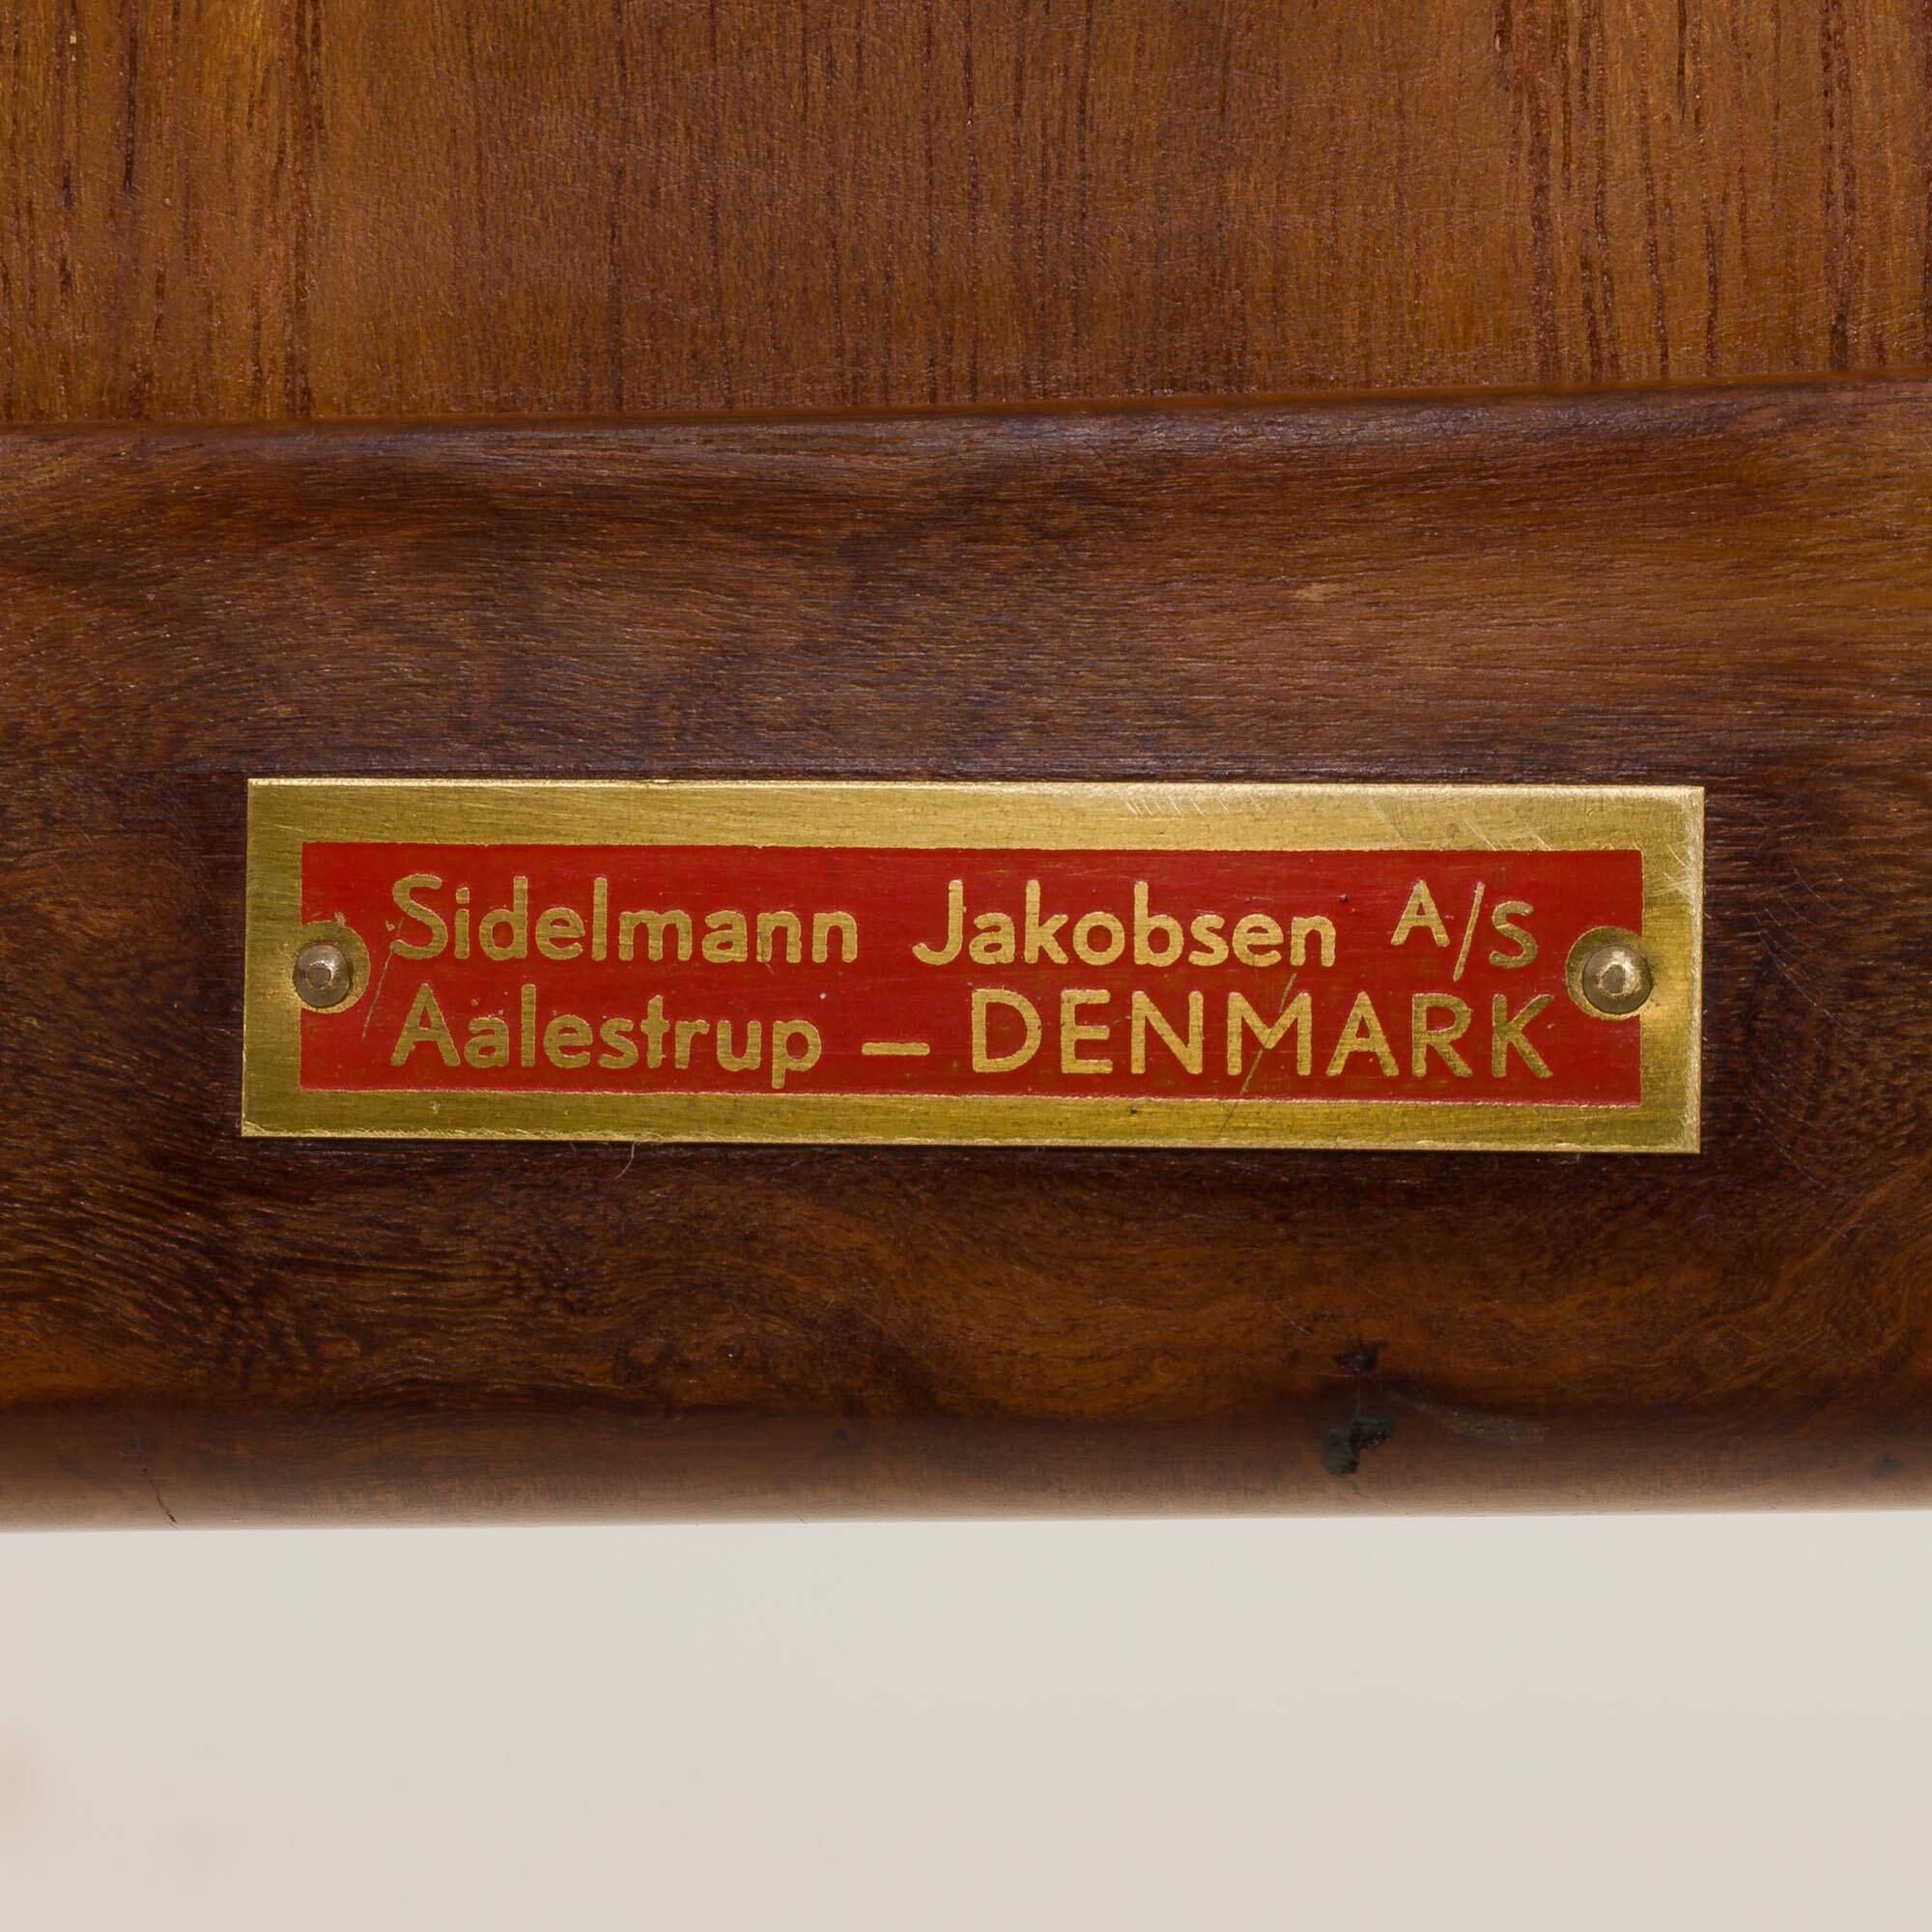 Sidelmann Jakobsen A/S
Aalestrup – DENMARK